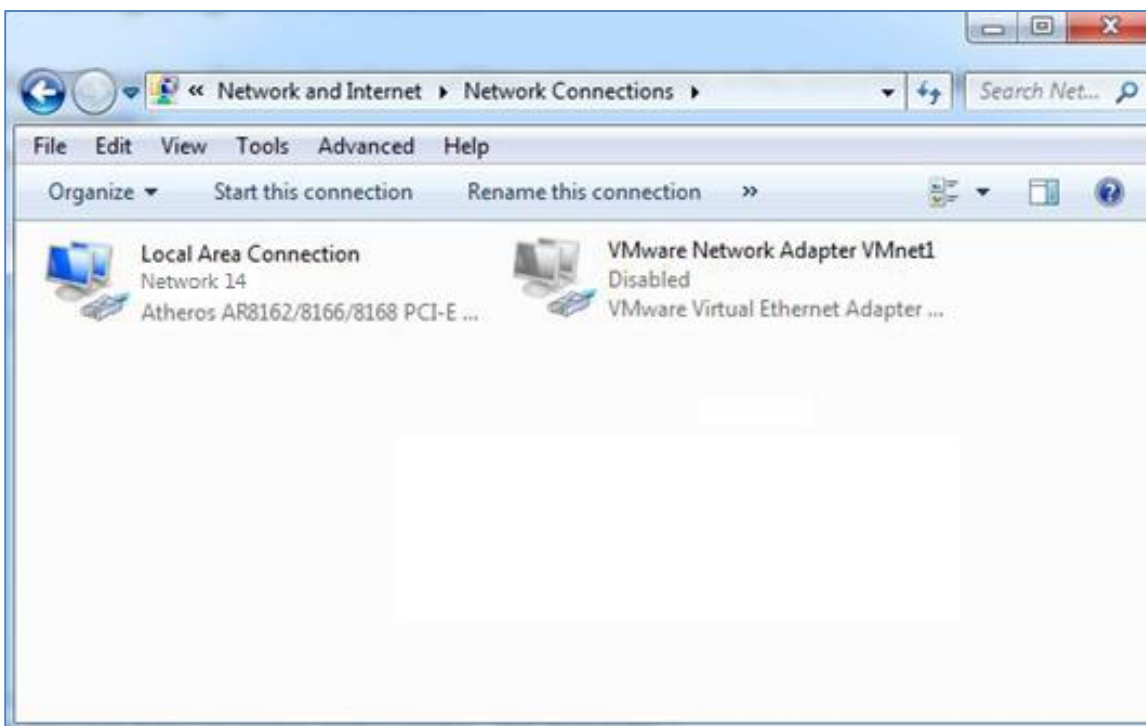 « Network and Internet ▸ Network Connections ▸ Search Net...
File Edit View Tools Advanced Help
Organize ▾ Start this connection Rename this connection »
Local Area Connection
Network 14
Atheros AR8162/8166/8168 PCI-E ...
VMware Network Adapter VMnet1
Disabled
VMware Virtual Ethernet Adapter ...